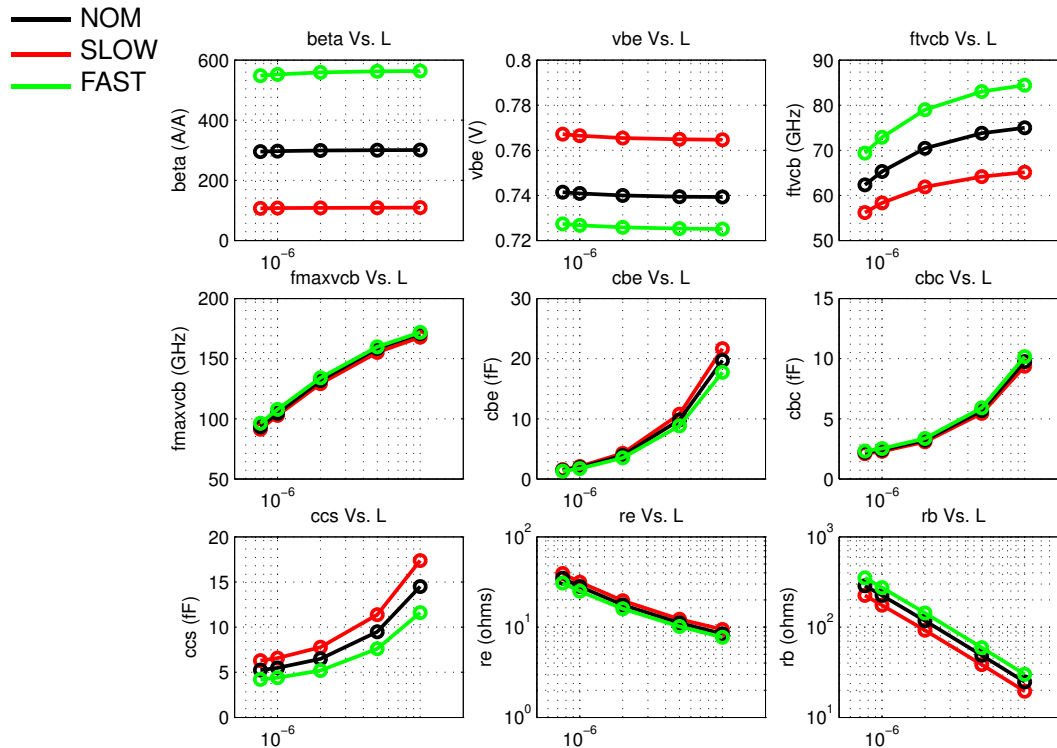 NOM
SLOW
FAST
beta Vs. L
beta (A/A)
600
400
200
0
10^-6
vbe Vs. L
vbe (V)
0.8
0.78
0.76
0.74
0.72
10^-6
ftvcb Vs. L
ftvcb (GHz)
90
80
70
60
50
10^-6
fmaxvcb Vs. L
fmaxvcb (GHz)
200
150
100
50
10^-6
cbe Vs. L
cbe (fF)
30
20
10
0
10^-6
cbc Vs. L
cbc (fF)
15
10
5
0
10^-6
ccs Vs. L
ccs (fF)
20
15
10
5
0
10^-6
re Vs. L
re (ohms)
10^2
10^1
10^0
10^-6
rb Vs. L
rb (ohms)
10^3
10^2
10^1
10^-6